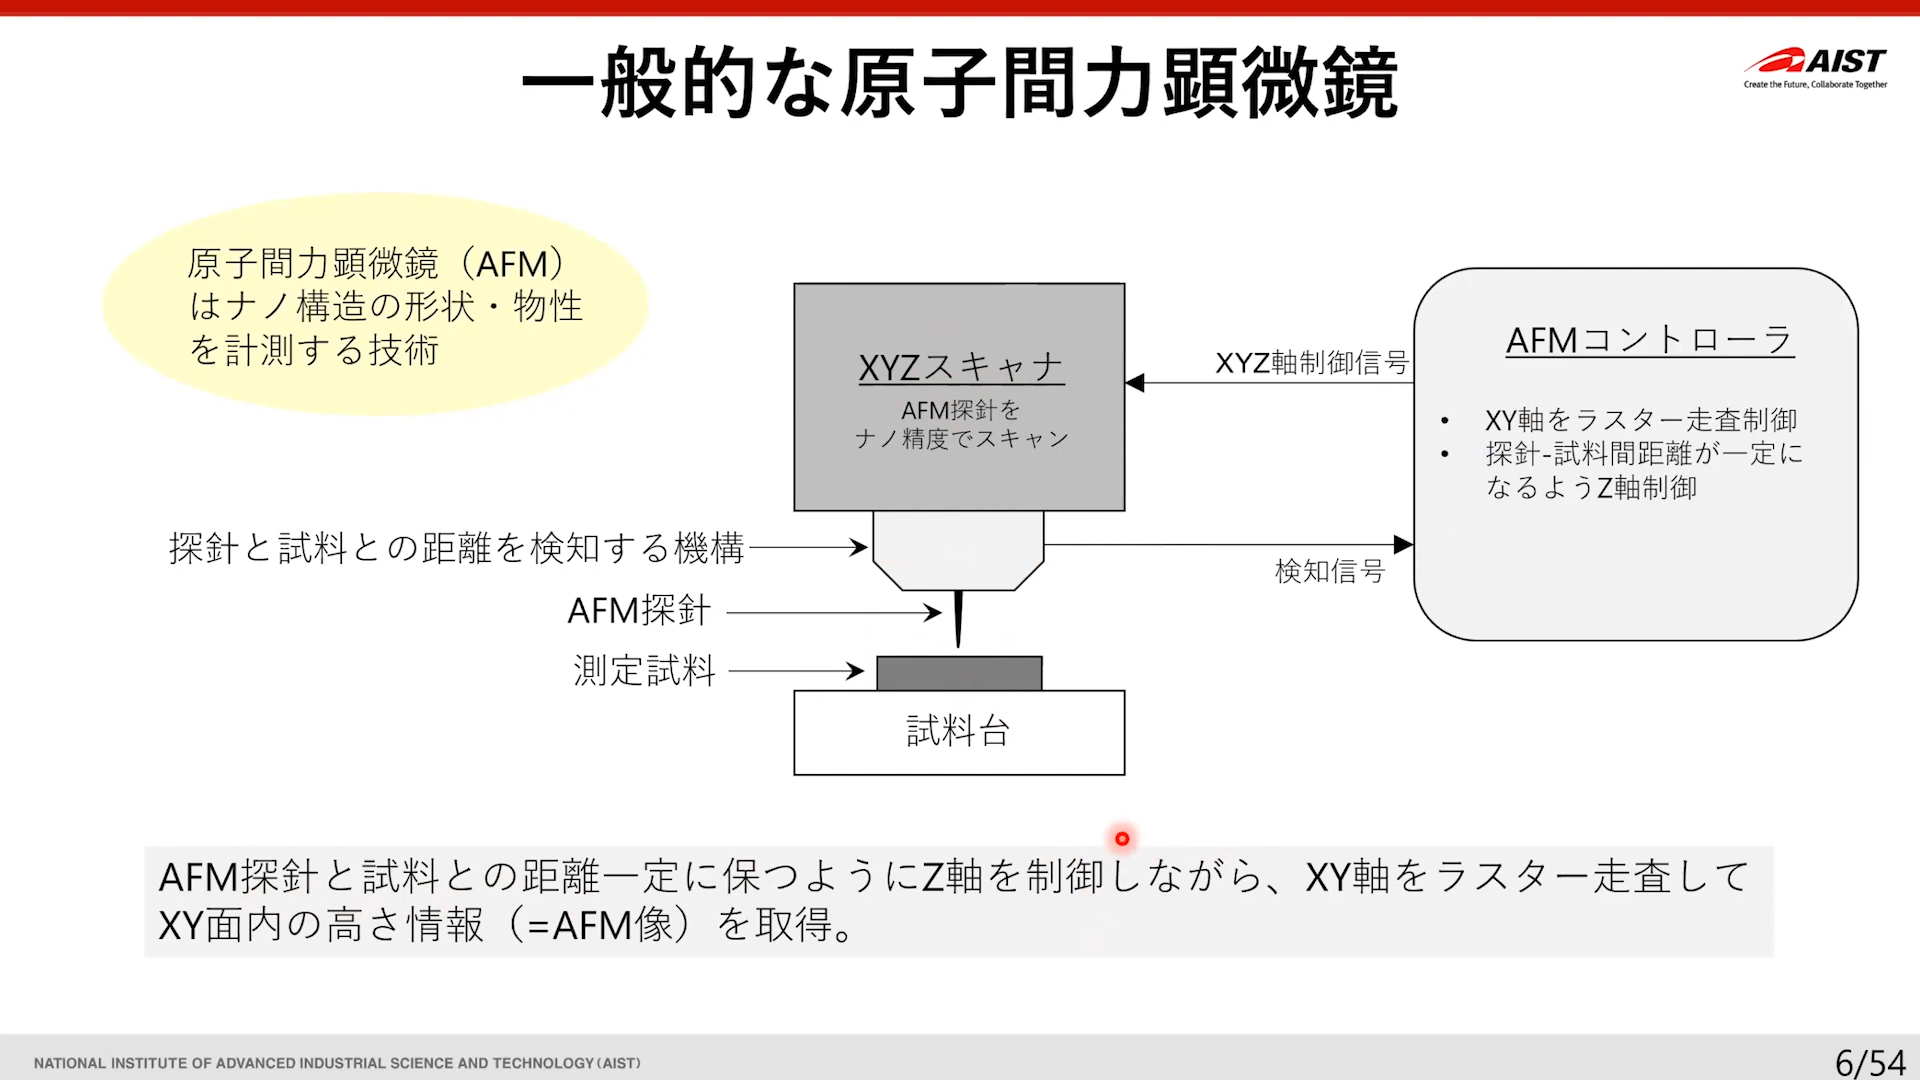 一般的な原子間力顕微鏡
AIST
Create the Future, Collaborate Together
原子間力顕微鏡（AFM）
はナノ構造の形状・物性
を計測する技術
XYZスキャナ
AFM探針を
ナノ精度でスキャン
XYZ軸制御信号
AFMコントローラ
• XY軸をラスター走査制御
• 探針-試料間距離が一定に
なるようZ軸制御
探針と試料との距離を検知する機構
検知信号
AFM探針
測定試料
試料台
AFM探針と試料との距離一定に保つようにZ軸を制御しながら、XY軸をラスター走査して
XY面内の高さ情報（=AFM像）を取得。
NATIONAL INSTITUTE OF ADVANCED INDUSTRIAL SCIENCE AND TECHNOLOGY (AIST)
6/54